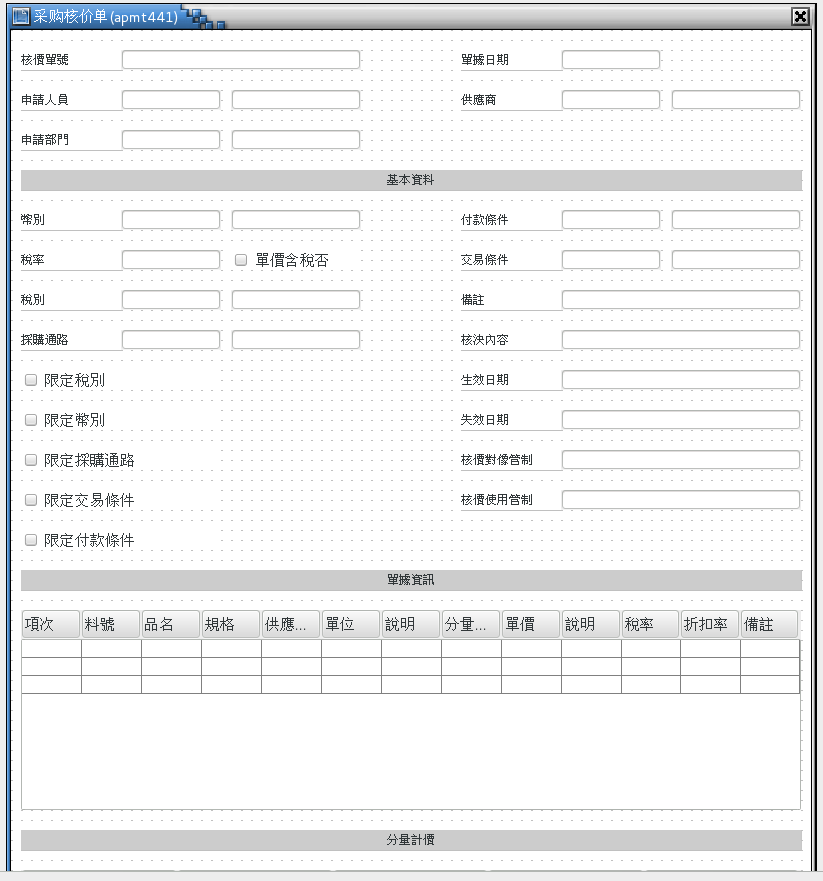 采购核价单(apmt441)
核價單號 單據日期
申請人員 供應商
申請部門
基本資料
幣別 付款條件
稅率 單價含稅否 交易條件
稅別 備註
採購通路 核決內容
限定稅別 生效日期
限定幣別 失效日期
限定採購通路 核價對像管制
限定交易條件 核價使用管制
限定付款條件
單據資訊
項次 料號 品名 規格 供應... 單位 說明 分量... 單價 說明 稅率 折扣率 備註
分量計價